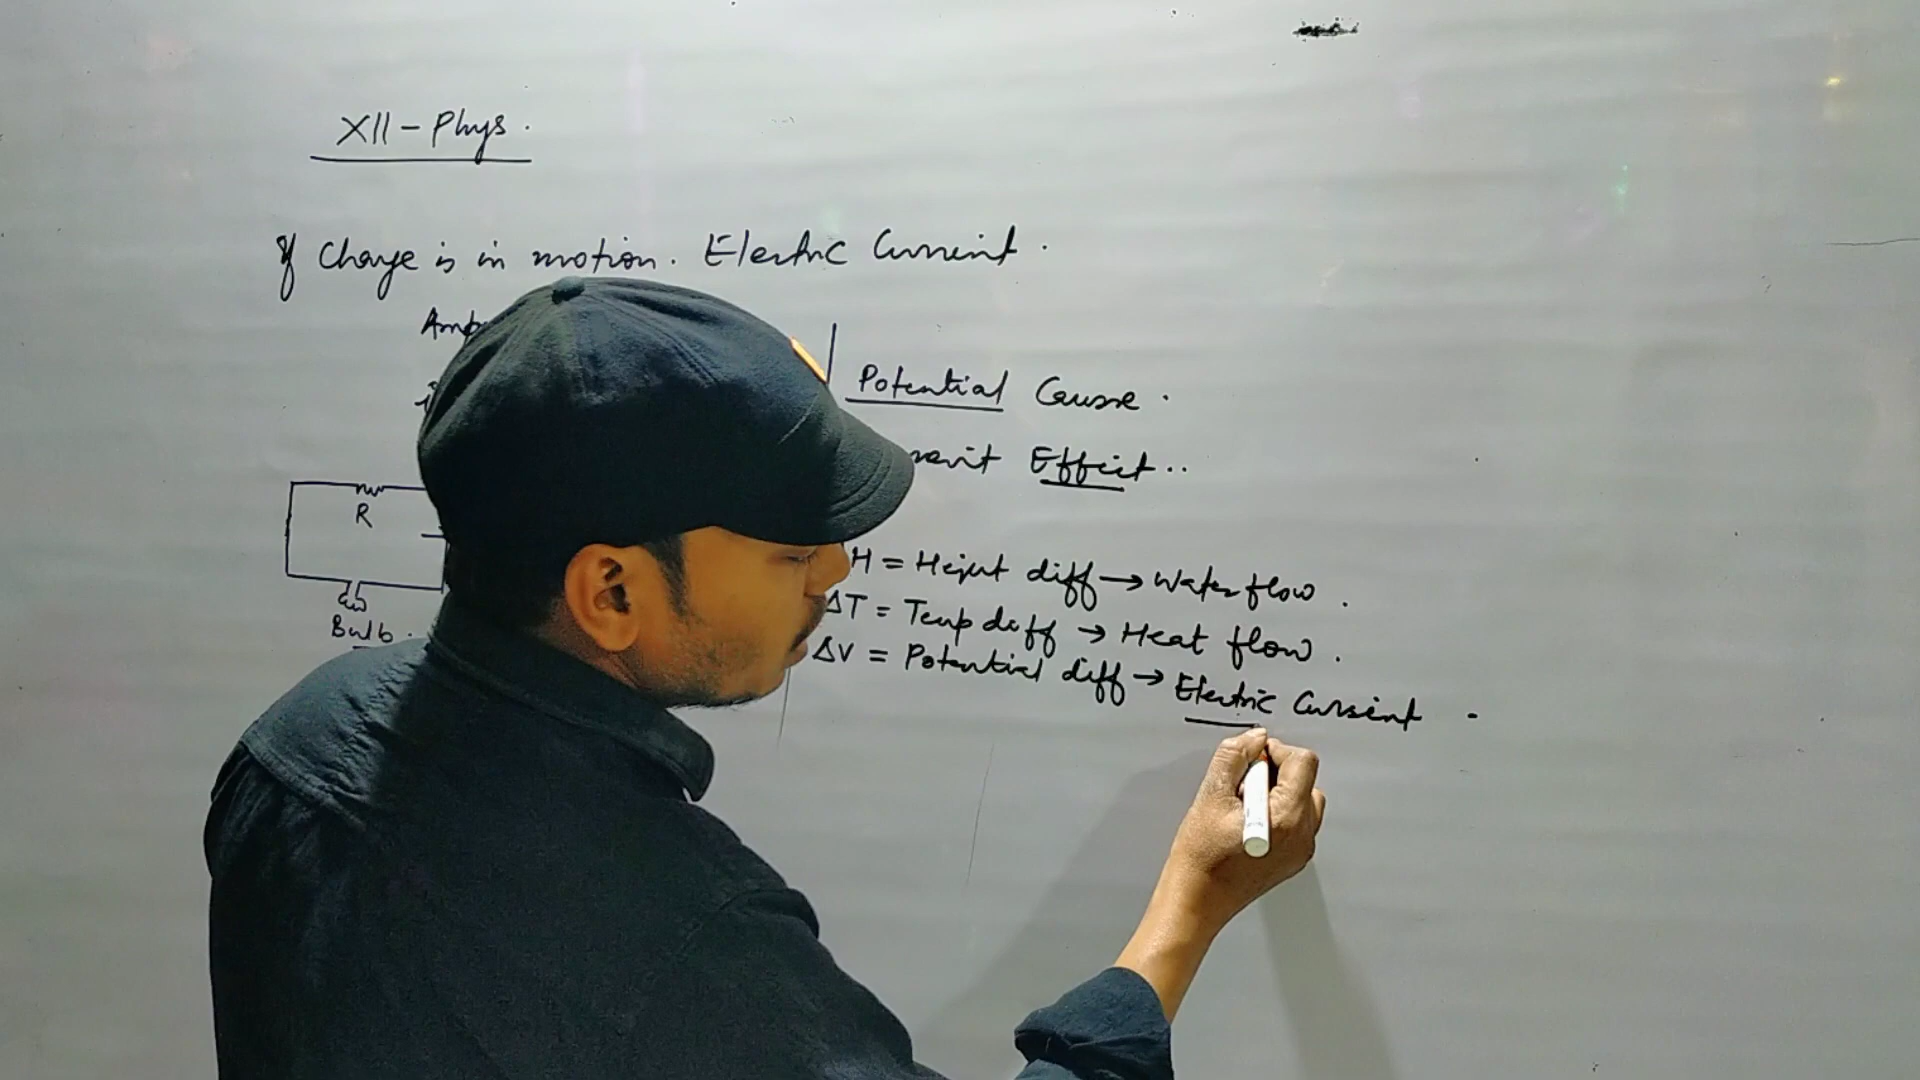 XII - Phys.
If Charge is in motion. Electric Current.
Potential Cause.
Effect..
R
H = Height diff → Water flow.
ΔT = Temp diff → Heat flow.
ΔV = Potential diff → Electric Current.
Bulb.